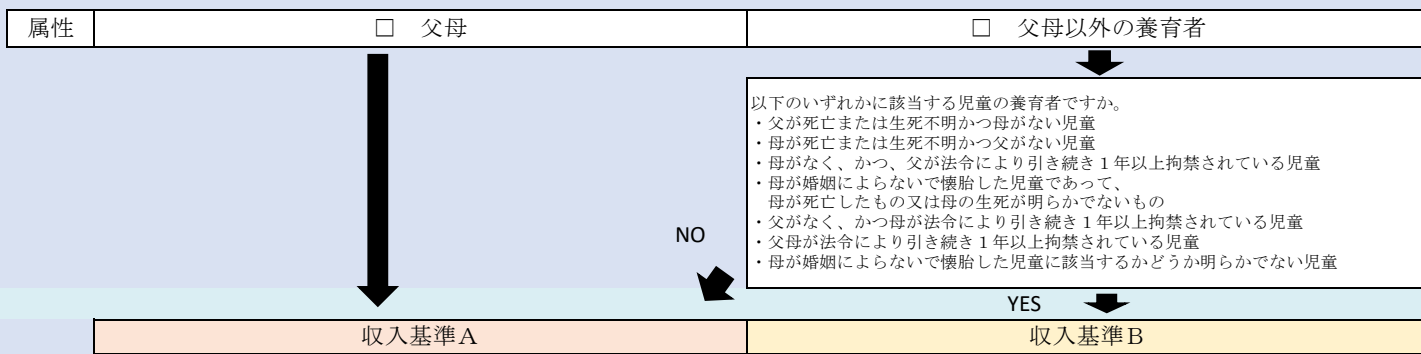 属性
□ 父母
□ 父母以外の養育者
以下のいずれかに該当する児童の養育者ですか。
・父が死亡または生死不明かつ母がない児童
・母が死亡または生死不明かつ父がない児童
・母がなく、かつ、父が法令により引き続き１年以上拘禁されている児童
・母が婚姻によらないで懐胎した児童であって、
母が死亡したもの又は母の生死が明らかでないもの
・父がなく、かつ母が法令により引き続き１年以上拘禁されている児童
・父母が法令により引き続き１年以上拘禁されている児童
・母が婚姻によらないで懐胎した児童に該当するかどうか明らかでない児童
NO
YES
収入基準Ａ
収入基準Ｂ